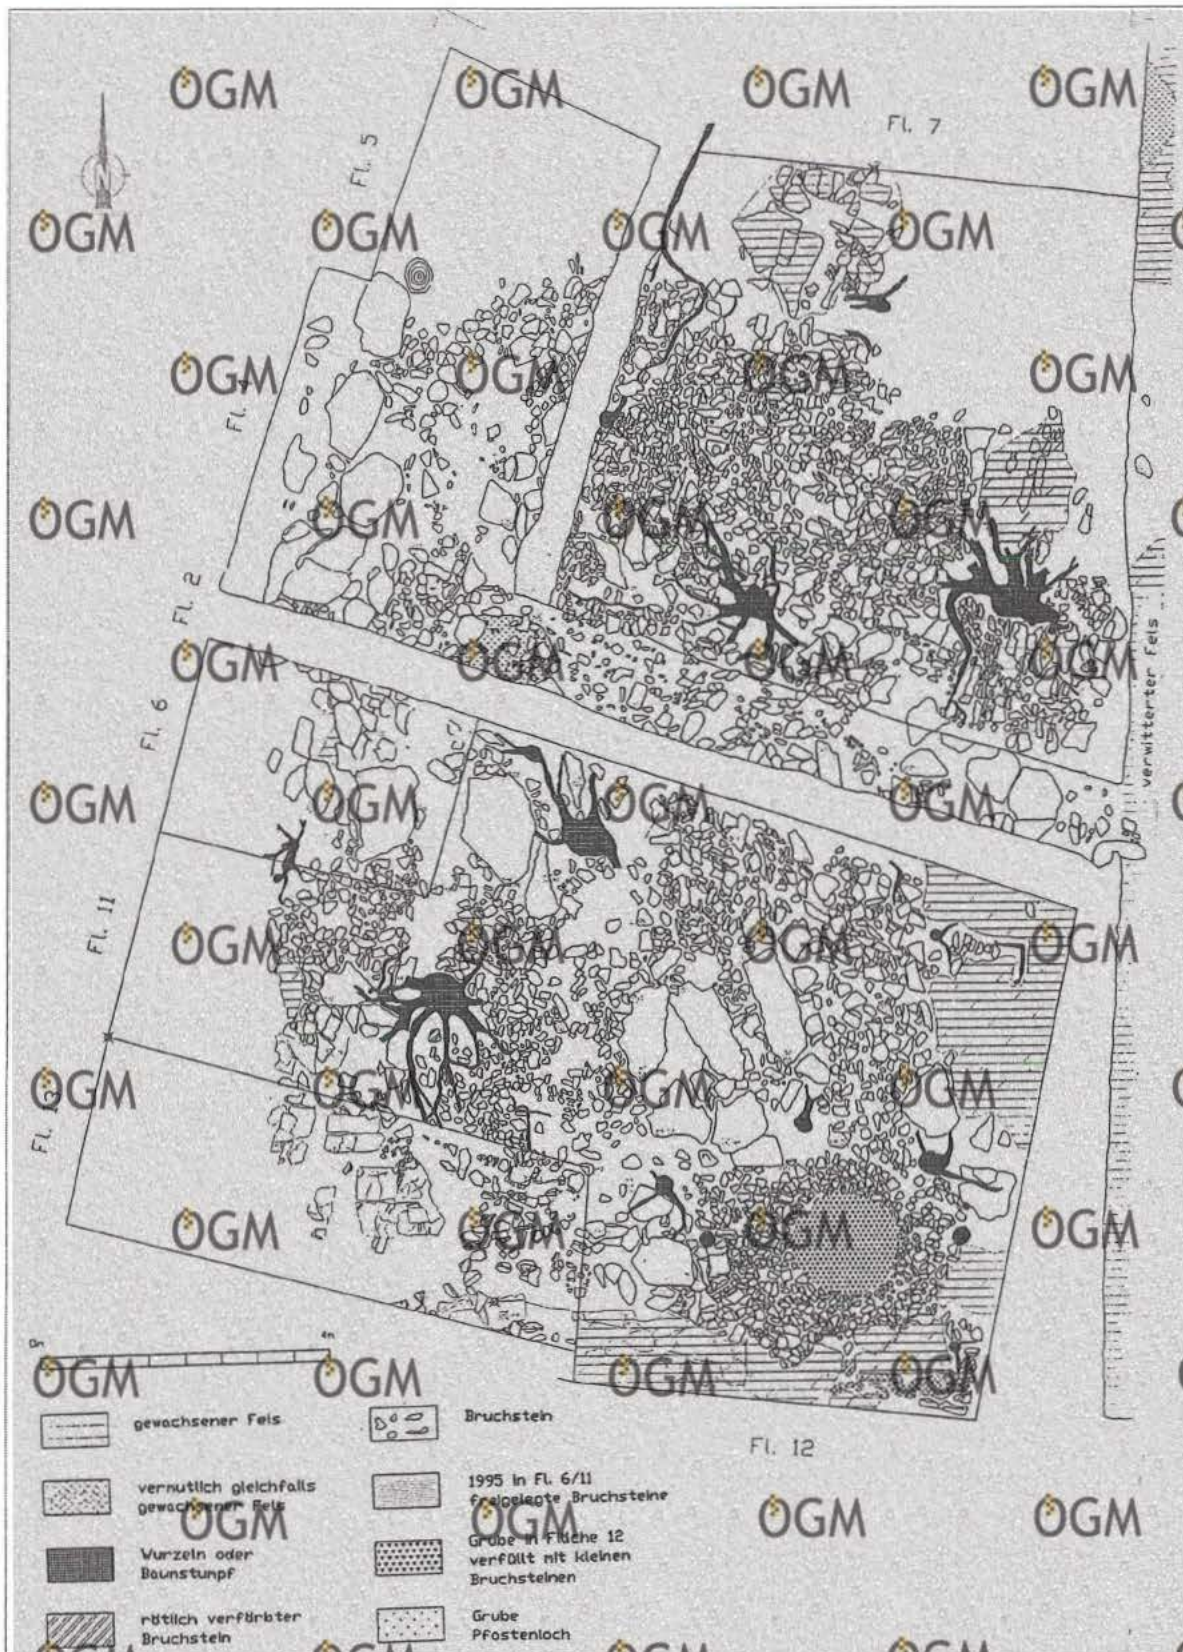 OGM OGM OGM OGM
Fl. 7
Fl. 5
N
OGM OGM OGM OGM
OGM OGM OGM OGM
Fl. 4
OGM OGM OGM OGM
Fl. 2
OGM OGM OGM OGM
verwitterter Fels
Fl. 6
OGM OGM OGM OGM
Fl. 11
OGM OGM OGM OGM
OGM OGM OGM OGM
Fl. 13
OGM OGM OGM OGM
0m 4m
OGM OGM OGM OGM
gewachsener Fels
Bruchstein
Fl. 12
vermutlich gleichfalls
gewachsener Fels
1995 in Fl. 6/11
freigelegte Bruchsteine
OGM OGM OGM OGM
Wurzeln oder
Baumstumpf
Grube in Fläche 12
verfüllt mit kleinen
Bruchsteinen
rötlich verfärbter
Bruchstein
Grube
Pfostenloch